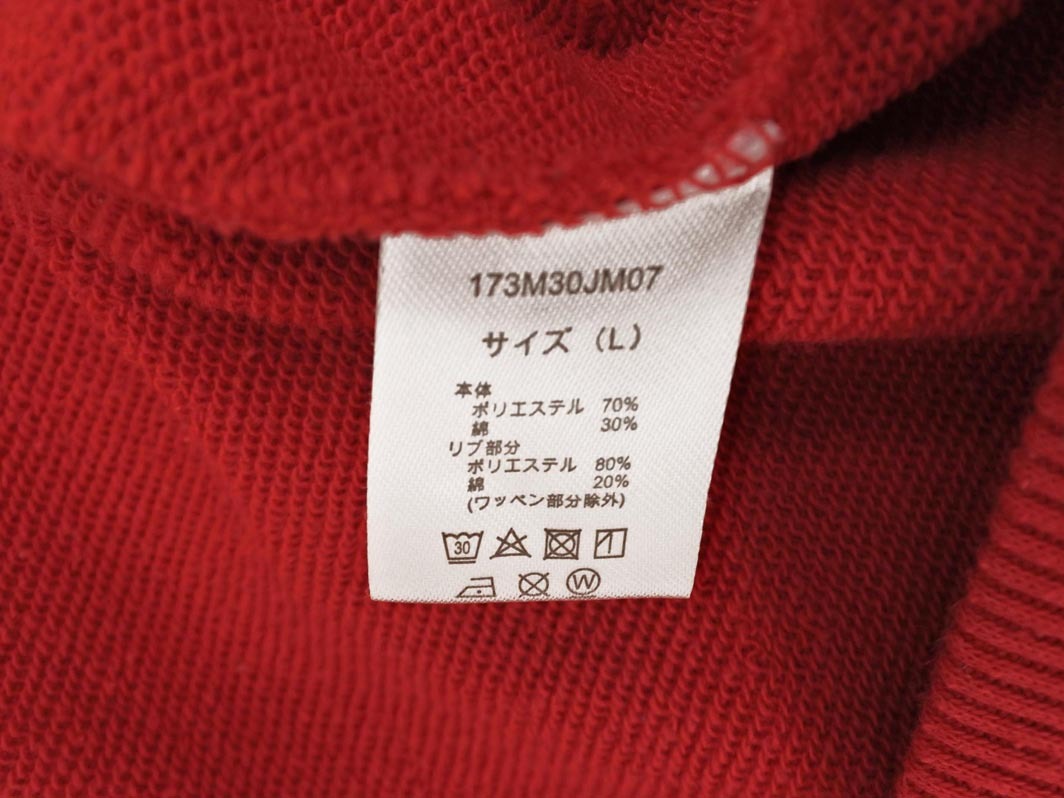 173M30JM07
サイズ (L)
本体
ポリエステル 70%
綿 30%
リブ部分
ポリエステル 80%
綿 20%
(ワッペン部分除外)
30
W